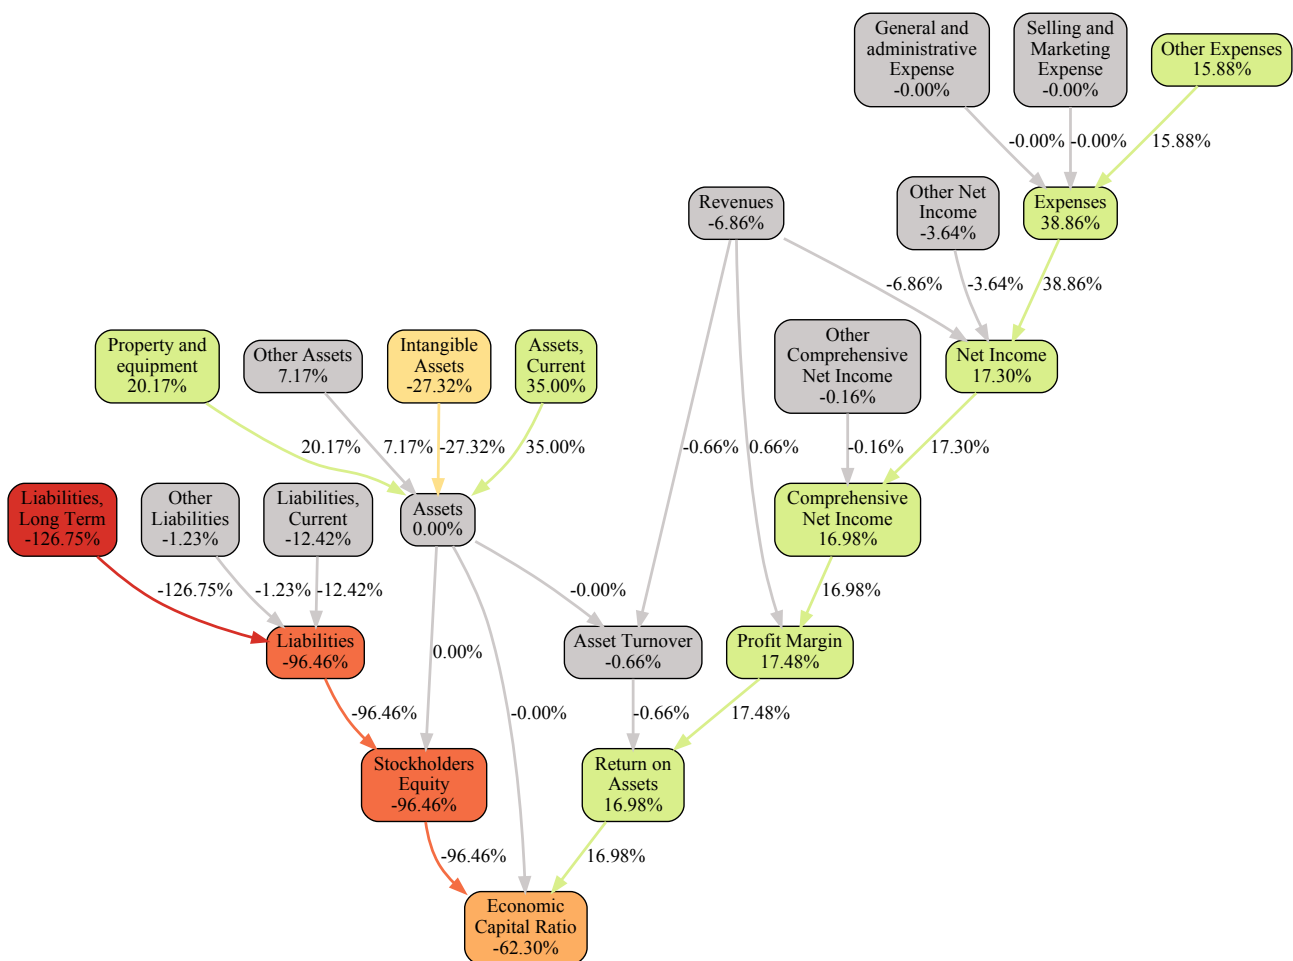 General and
administrative
Expense
-0.00%
Selling and
Marketing
Expense
-0.00%
Other Expenses
15.88%
-0.00%
-0.00%
15.88%
Revenues
-6.86%
Other Net
Income
-3.64%
Expenses
38.86%
-6.86%
-3.64%
38.86%
Property and
equipment
20.17%
Other Assets
7.17%
Intangible
Assets
-27.32%
Assets,
Current
35.00%
Other
Comprehensive
Net Income
-0.16%
Net Income
17.30%
20.17%
7.17%
-27.32%
35.00%
-0.66%
0.66%
-0.16%
17.30%
Liabilities,
Long Term
-126.75%
Other
Liabilities
-1.23%
Liabilities,
Current
-12.42%
Assets
0.00%
Comprehensive
Net Income
16.98%
-126.75%
-1.23%
-12.42%
-0.00%
16.98%
Liabilities
-96.46%
0.00%
Asset Turnover
-0.66%
Profit Margin
17.48%
-96.46%
-0.00%
-0.66%
17.48%
Stockholders
Equity
-96.46%
Return on
Assets
16.98%
-96.46%
16.98%
Economic
Capital Ratio
-62.30%